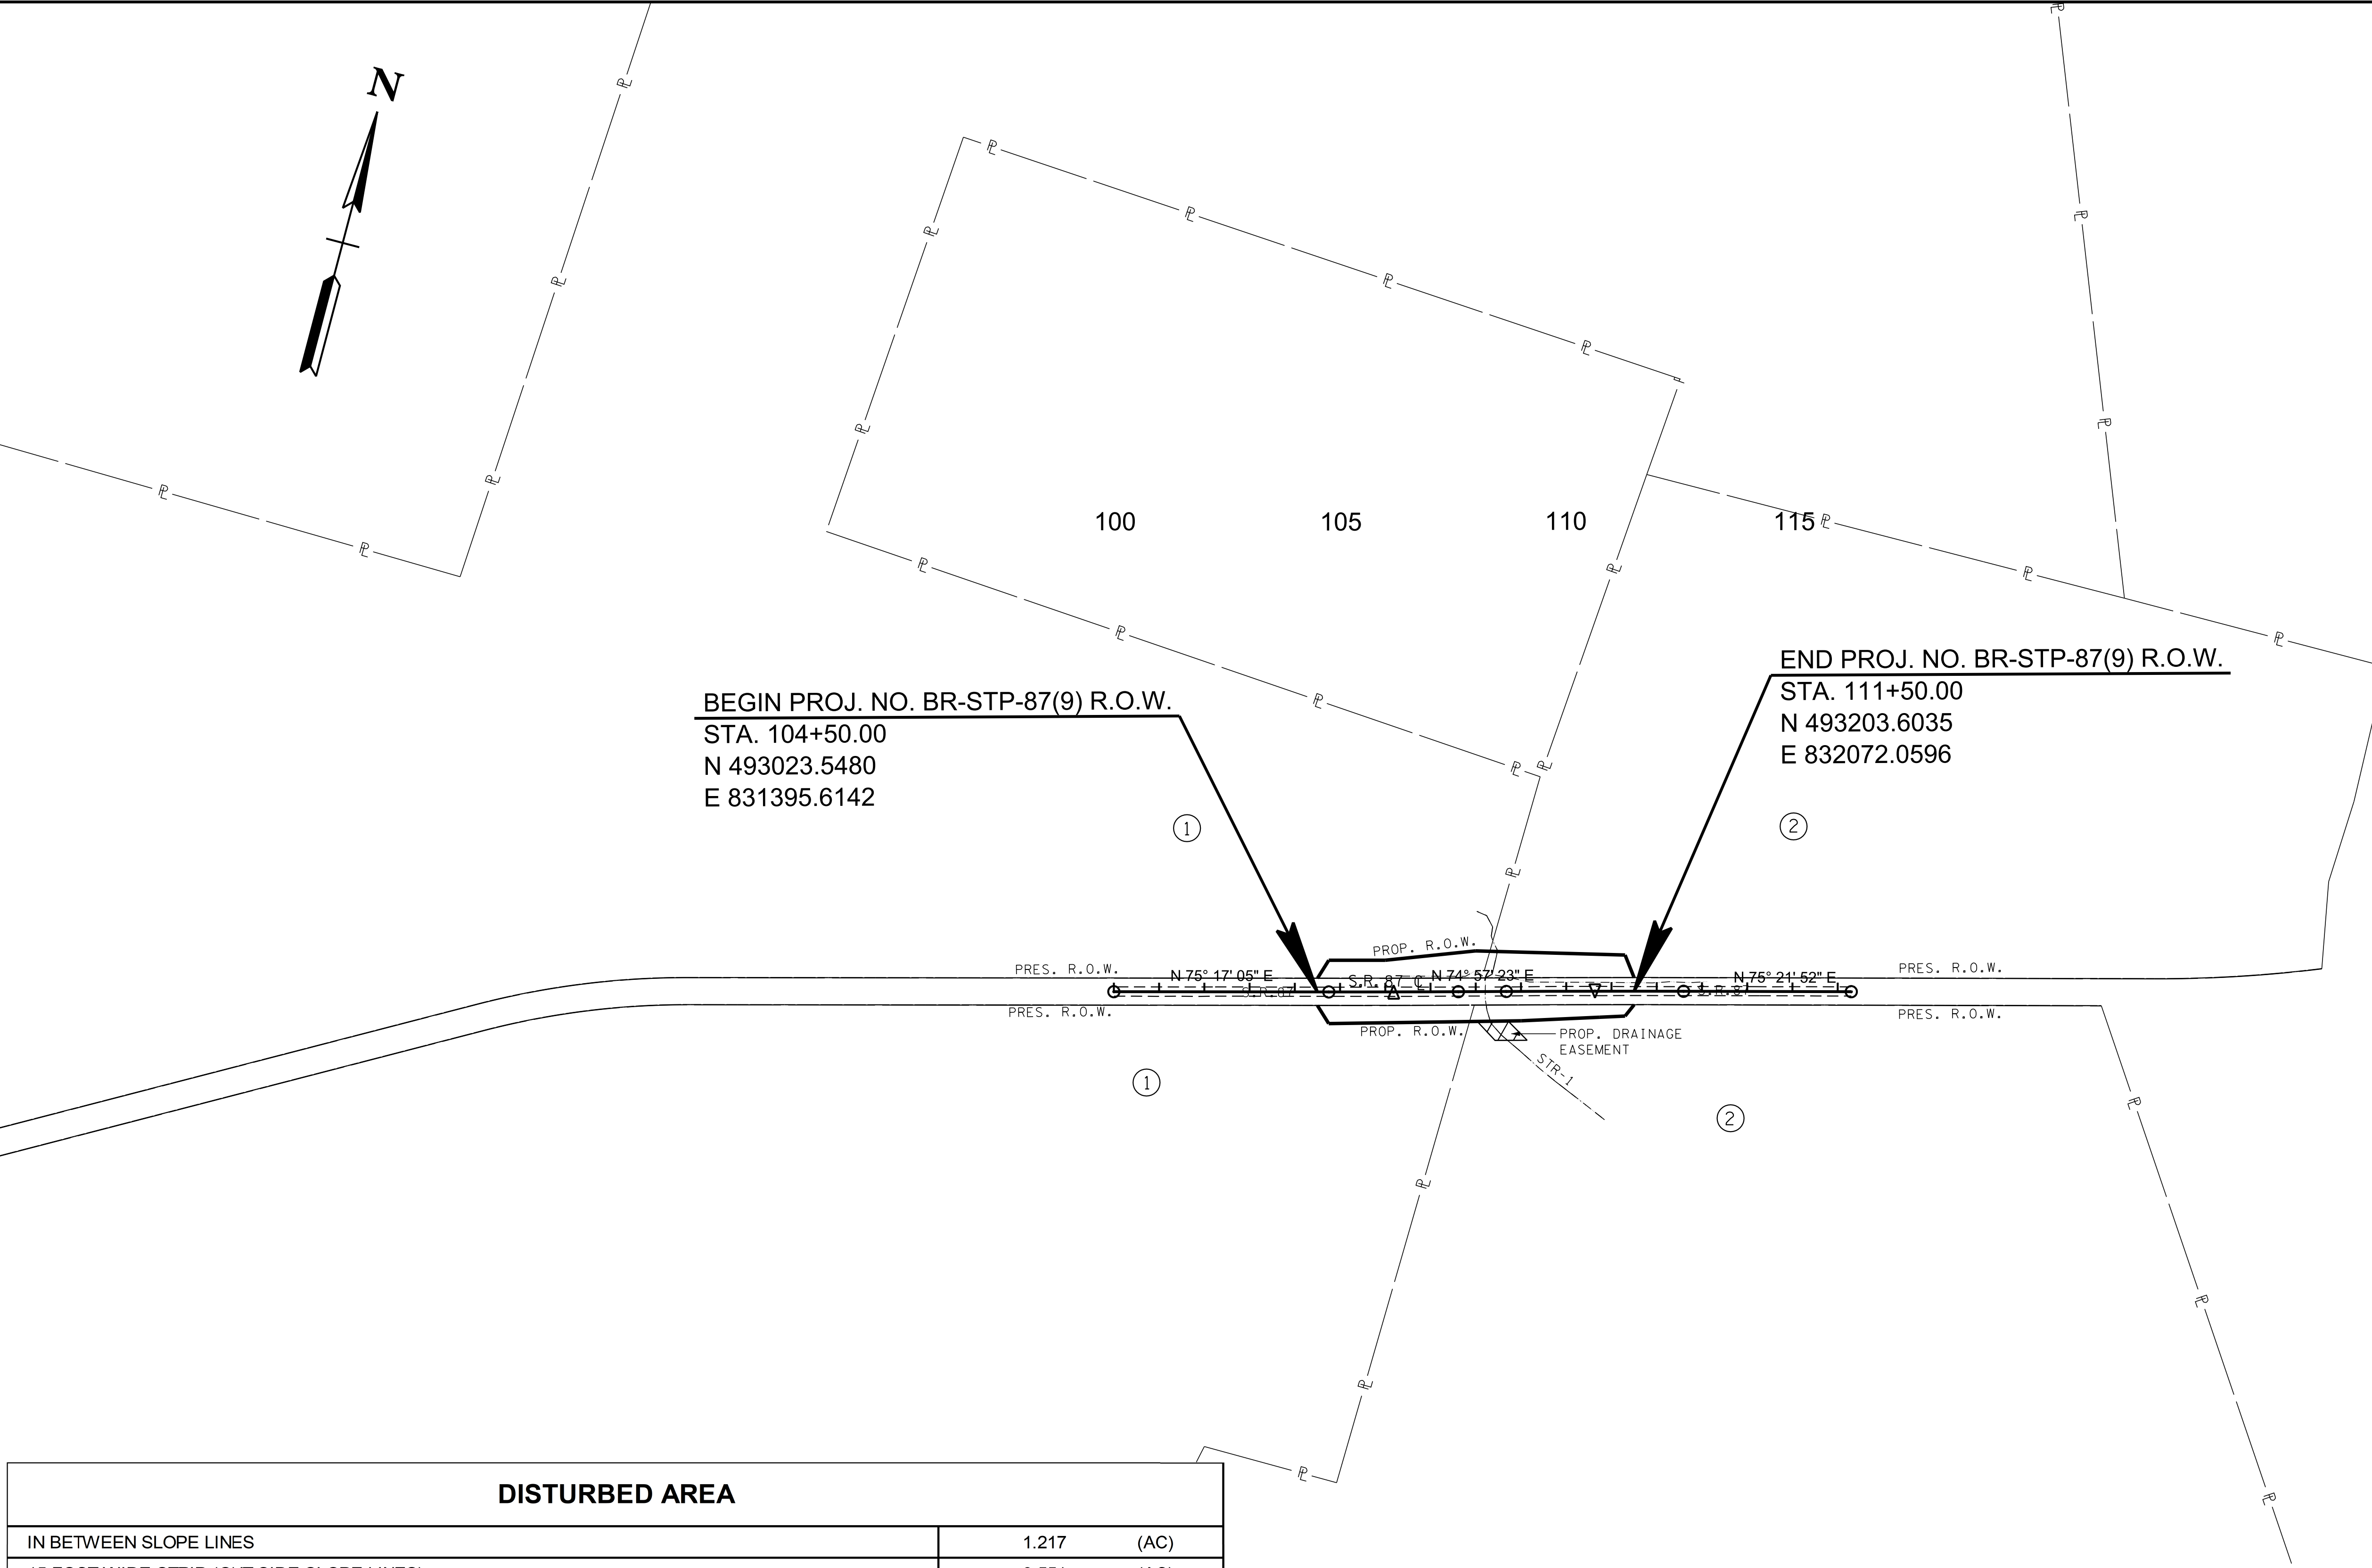 N
100 105 110 115
BEGIN PROJ. NO. BR-STP-87(9) R.O.W.
STA. 104+50.00
N 493023.5480
E 831395.6142
END PROJ. NO. BR-STP-87(9) R.O.W.
STA. 111+50.00
N 493203.6035
E 832072.0596
1
2
PROP. R.O.W.
PRES. R.O.W.
N 75° 17' 05" E
S.R. 87 ℄
N 74° 57' 23" E
N 75° 21' 52" E
PRES. R.O.W.
S.R.87
PRES. R.O.W.
PROP. R.O.W.
PROP. DRAINAGE
EASEMENT
PRES. R.O.W.
STR-1
1
2
DISTURBED AREA
IN BETWEEN SLOPE LINES 1.217 (AC)